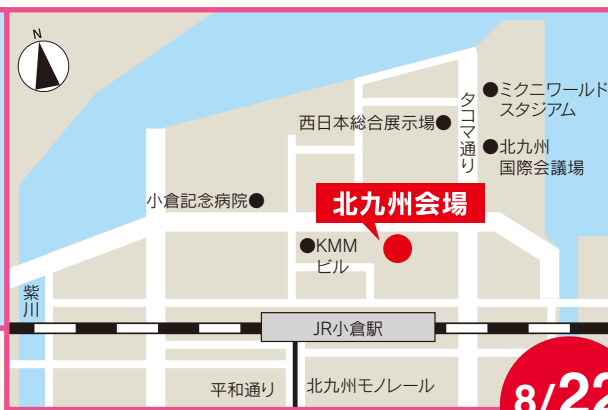 N
ミクニワールド
スタジアム
タコマ通り
西日本総合展示場
北九州
国際会議場
小倉記念病院
北九州会場
KMM
ビル
紫川
JR小倉駅
平和通り
北九州モノレール
8/22